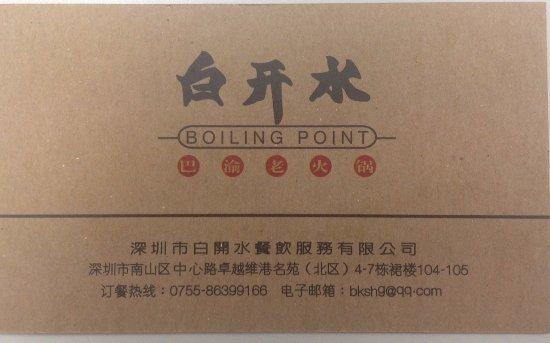 白开水
BOILING POINT
巴渝老火锅
深圳市白開水餐飲服務有限公司
深圳市南山区中心路卓越维港名苑（北区）4-7栋裙楼104-105
订餐热线：0755-86399166 电子邮箱：bkshg@qq.com